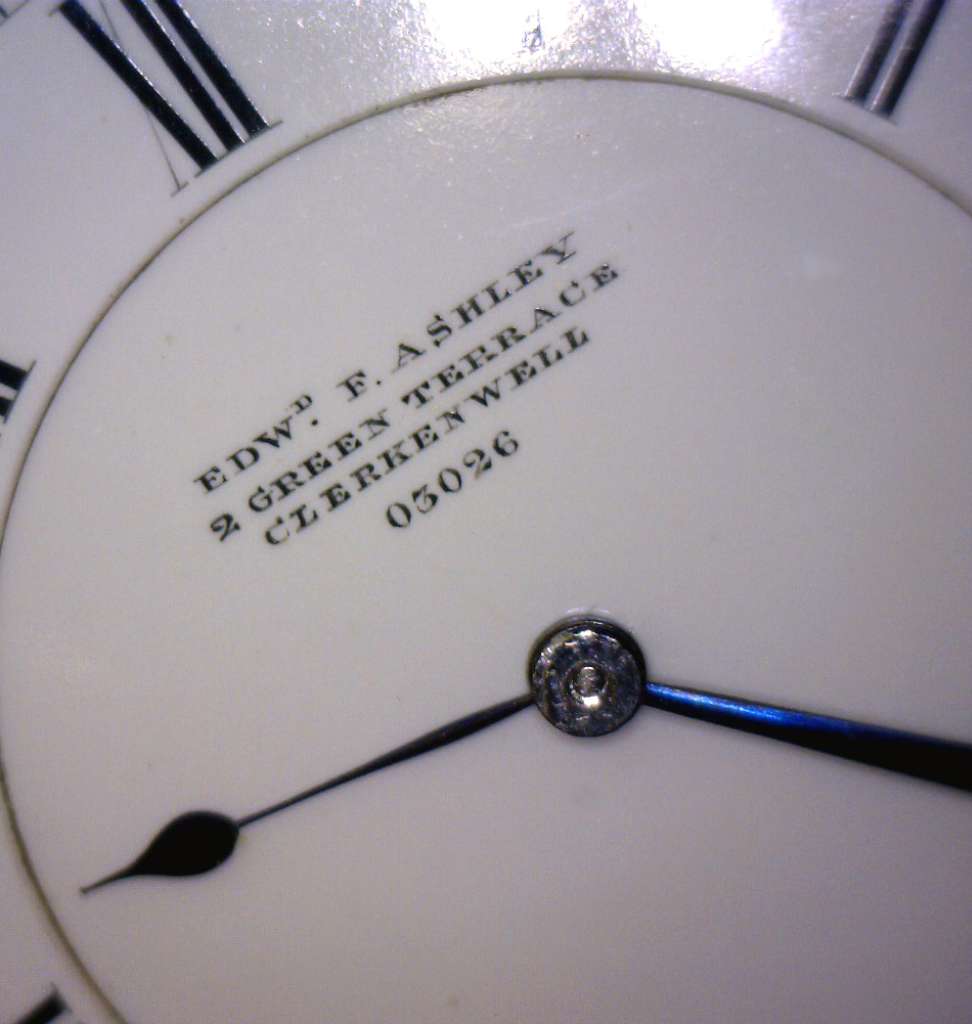 EDWD. F. ASHLEY
2 GREEN TERRACE
CLERKENWELL
03026